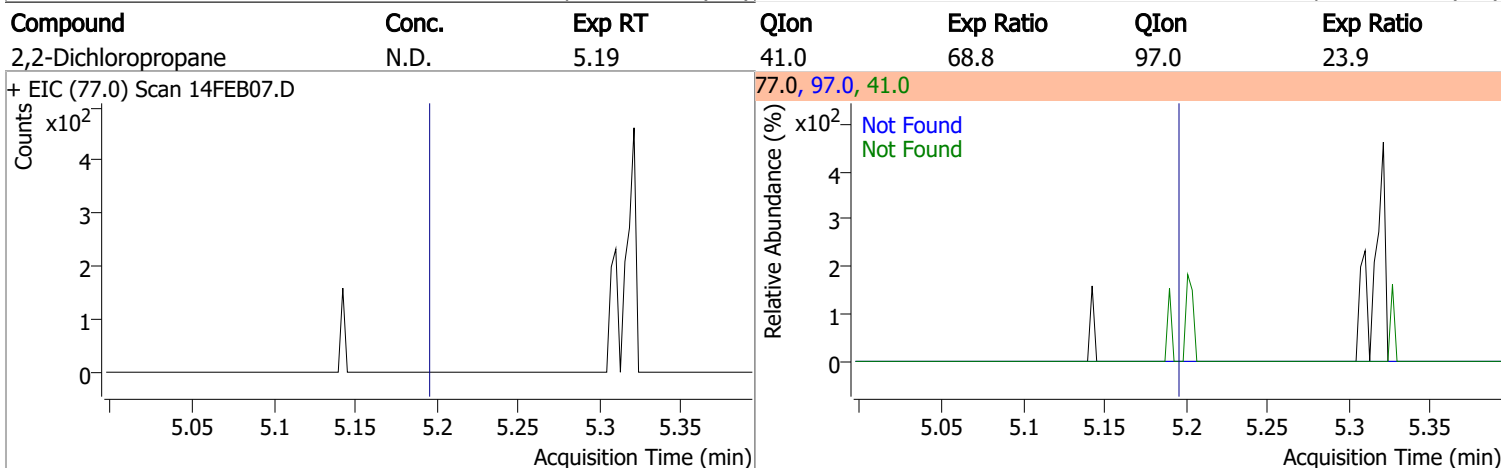 Compound Conc. Exp RT QIon Exp Ratio QIon Exp Ratio
2,2-Dichloropropane N.D. 5.19 41.0 68.8 97.0 23.9
+ EIC (77.0) Scan 14FEB07.D
Counts
x10²
4
3
2
1
0
5.05 5.1 5.15 5.2 5.25 5.3 5.35
Acquisition Time (min)
77.0, 97.0, 41.0
Relative Abundance (%)
x10²
Not Found
Not Found
4
3
2
1
0
5.05 5.1 5.15 5.2 5.25 5.3 5.35
Acquisition Time (min)